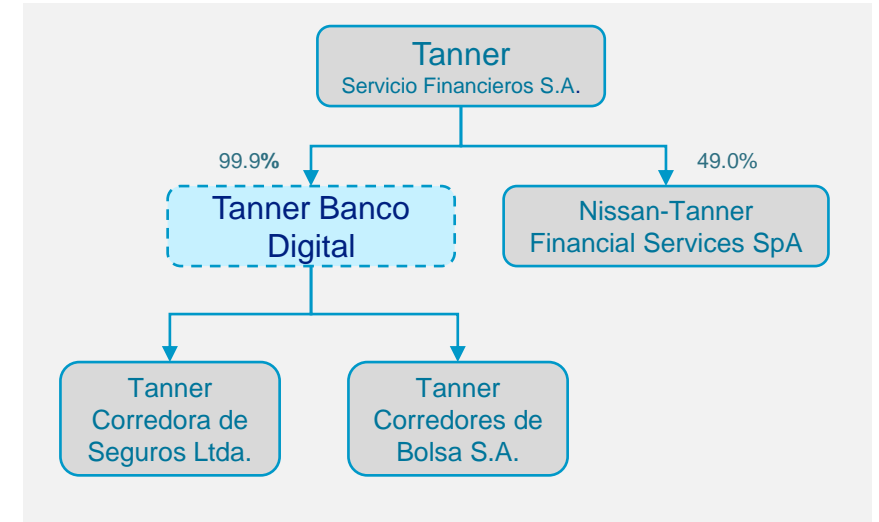 Tanner
Servicio Financieros S.A.
99.9%
49.0%
Tanner Banco
Digital
Nissan-Tanner
Financial Services SpA
Tanner
Corredora de
Seguros Ltda.
Tanner
Corredores de
Bolsa S.A.